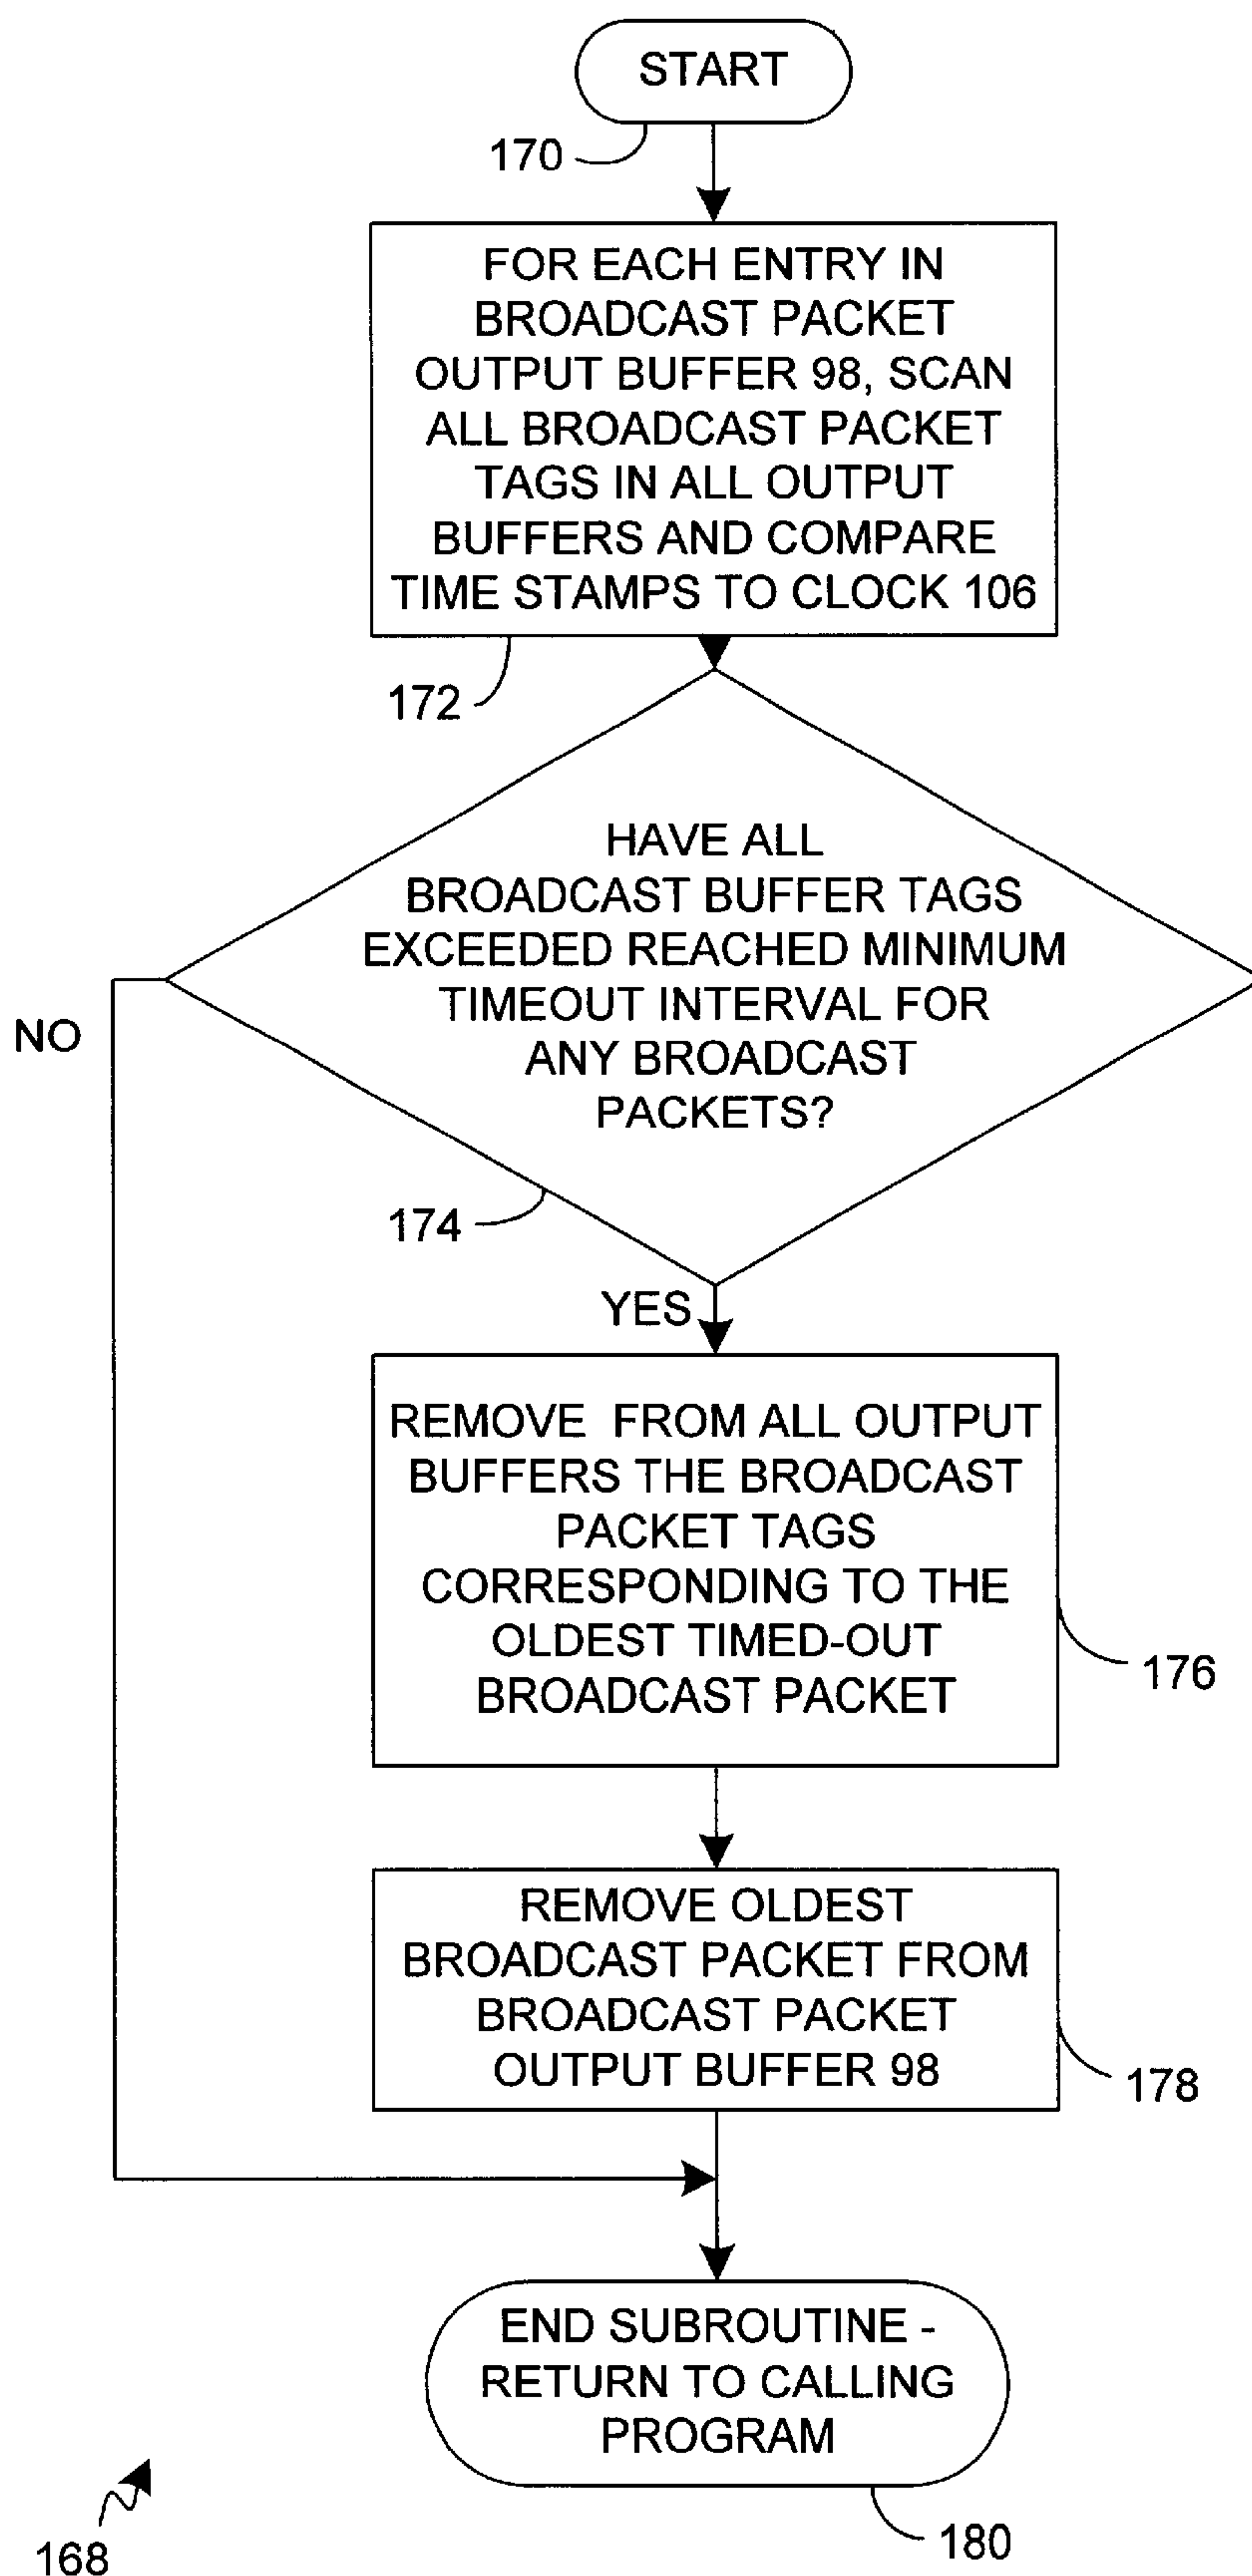 START
170
FOR EACH ENTRY IN
BROADCAST PACKET
OUTPUT BUFFER 98, SCAN
ALL BROADCAST PACKET
TAGS IN ALL OUTPUT
BUFFERS AND COMPARE
TIME STAMPS TO CLOCK 106
172
HAVE ALL
BROADCAST BUFFER TAGS
EXCEEDED REACHED MINIMUM
TIMEOUT INTERVAL FOR
ANY BROADCAST
PACKETS?
NO
174
YES
REMOVE FROM ALL OUTPUT
BUFFERS THE BROADCAST
PACKET TAGS
CORRESPONDING TO THE
OLDEST TIMED-OUT
BROADCAST PACKET
176
REMOVE OLDEST
BROADCAST PACKET FROM
BROADCAST PACKET
OUTPUT BUFFER 98
178
END SUBROUTINE -
RETURN TO CALLING
PROGRAM
180
168